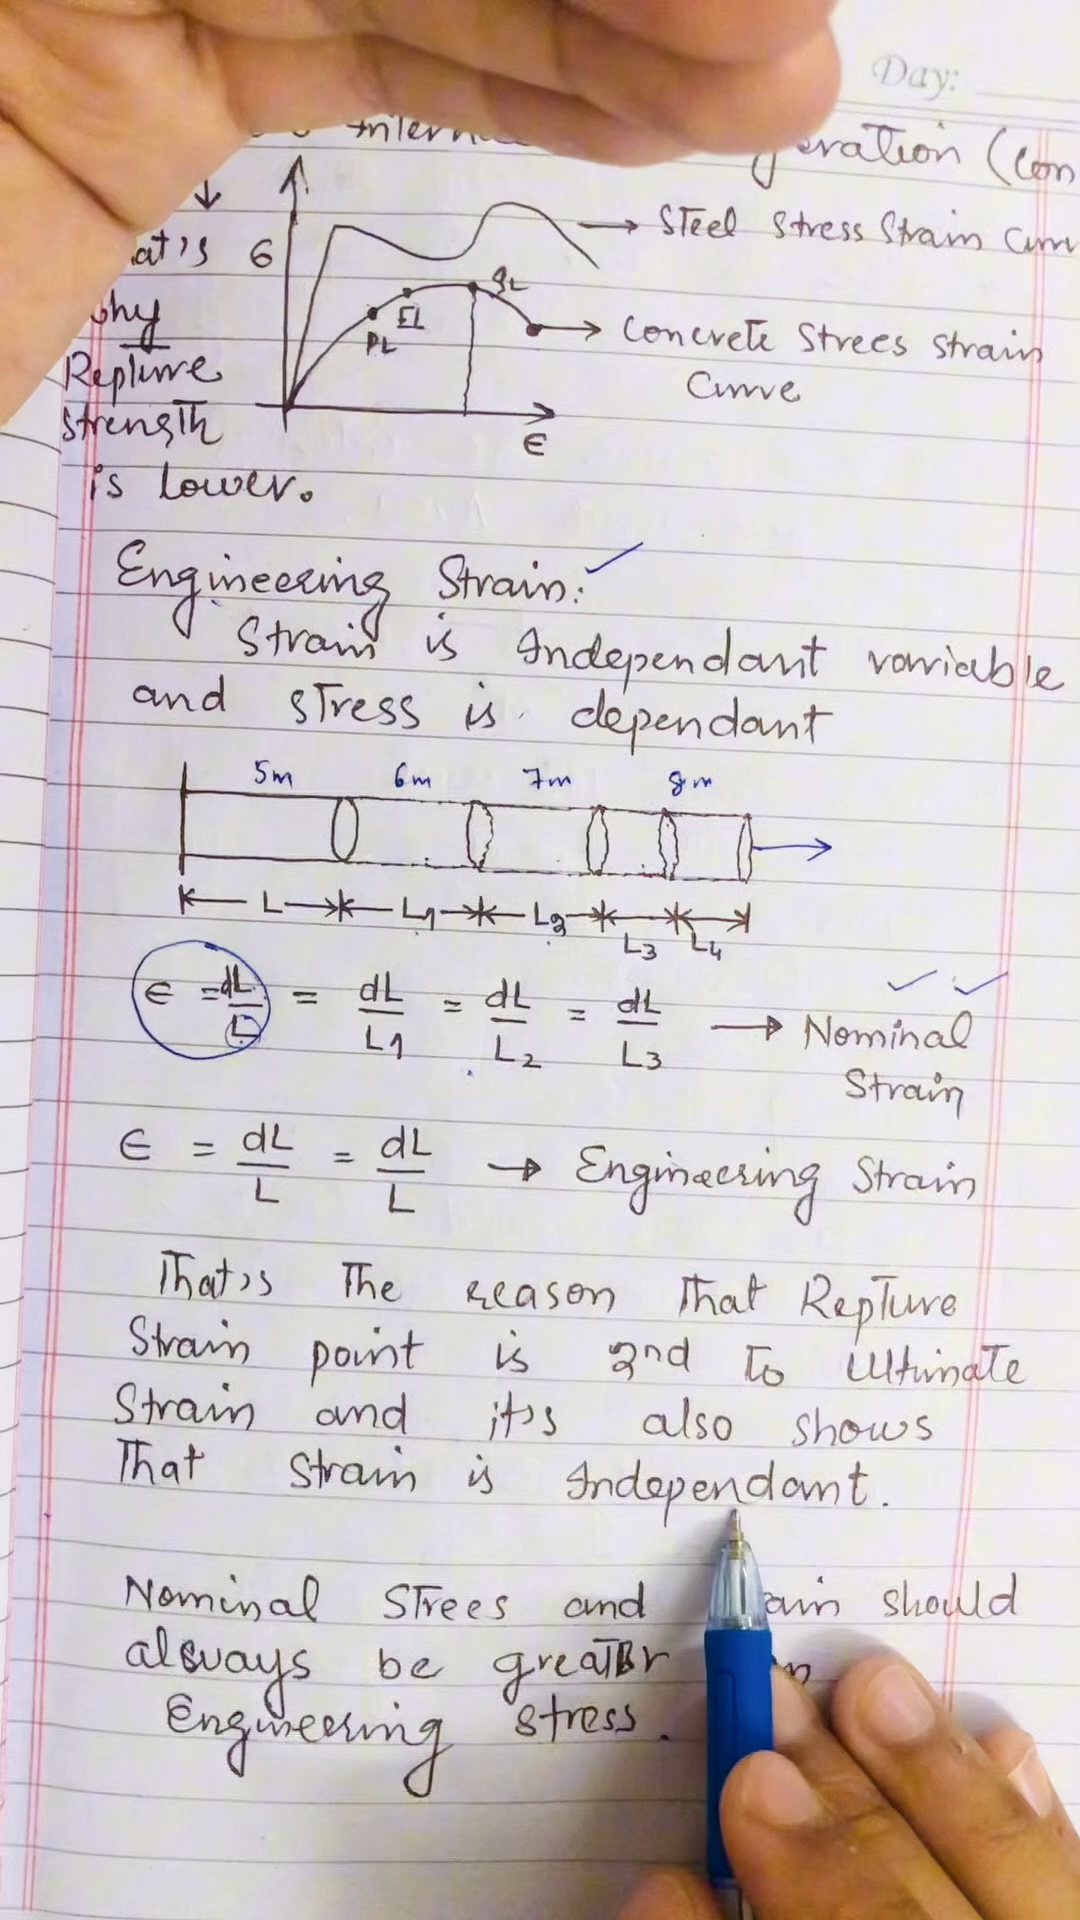 Day:
eration (Con
Steel Stress Strain Curv
at's 6
why
PL EL
Concrete Strees Strain
Curve
Repture
Strength
ϵ
is Lower.
Engineering Strain:
Strain is Independant variable
and stress is dependant
5m 6m 7m 8m
L L1 L2 L3 L4
ϵ = dL/L = dL/L1 = dL/L2 = dL/L3 → Nominal
Strain
ϵ = dL/L = dL/L → Engineering Strain
That's The reason That Repture
Strain point is 2nd To Ultimate
Strain and it's also shows
That Strain is Independant.
Nominal Strees and ain should
always be greater
Engineering stress.